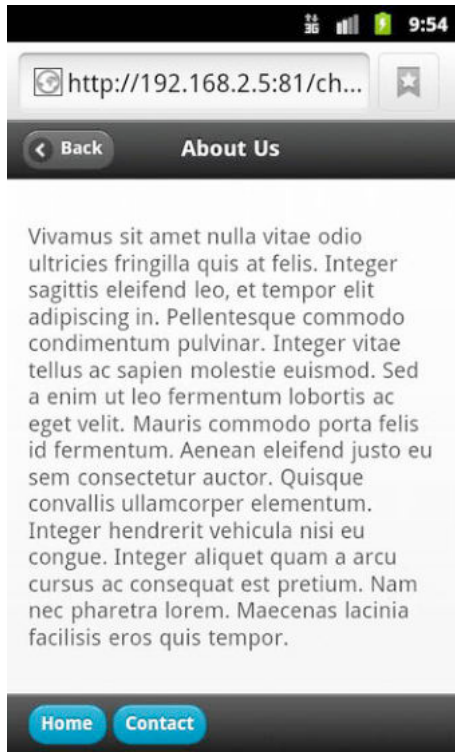 3G 9:54
http://192.168.2.5:81/ch...
Back About Us
Vivamus sit amet nulla vitae odio
ultricies fringilla quis at felis. Integer
sagittis eleifend leo, et tempor elit
adipiscing in. Pellentesque commodo
condimentum pulvinar. Integer vitae
tellus ac sapien molestie euismod. Sed
a enim ut leo fermentum lobortis ac
eget velit. Mauris commodo porta felis
id fermentum. Aenean eleifend justo eu
sem consectetur auctor. Quisque
convallis ullamcorper elementum.
Integer hendrerit vehicula nisi eu
congue. Integer aliquet quam a arcu
cursus ac consequat est pretium. Nam
nec pharetra lorem. Maecenas lacinia
facilisis eros quis tempor.
Home Contact